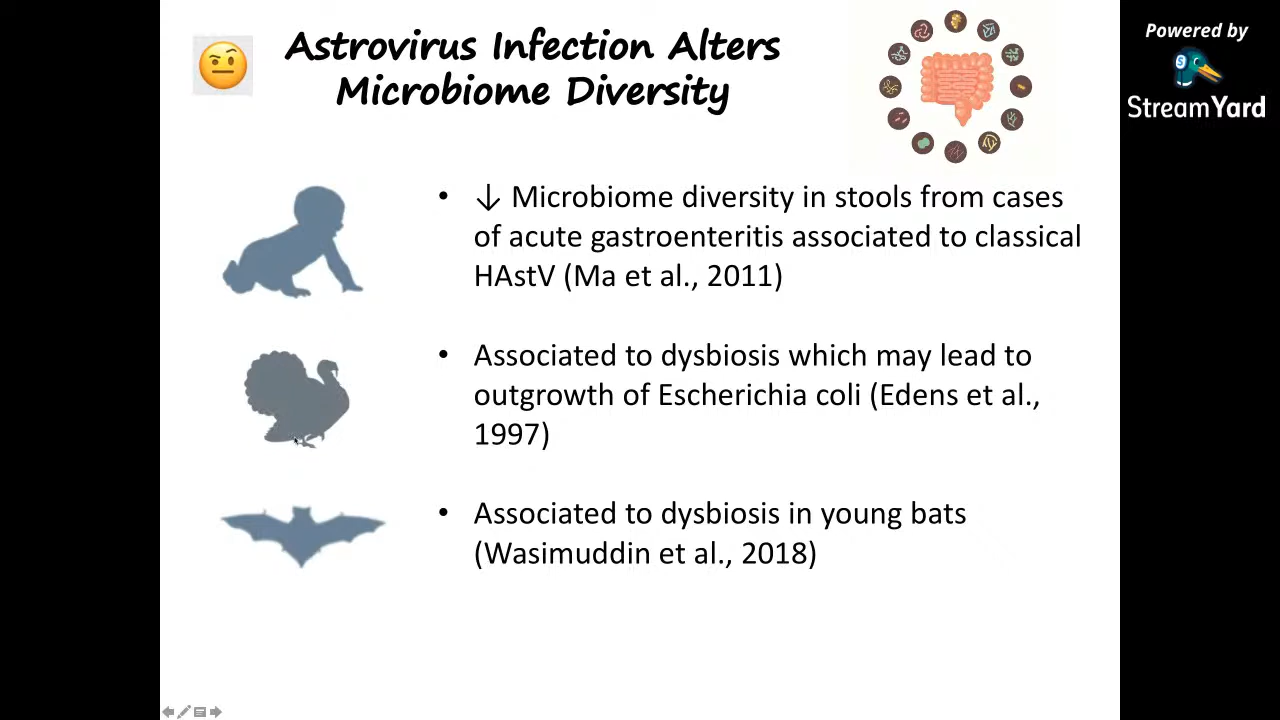 Astrovirus Infection Alters
Microbiome Diversity
Powered by
StreamYard
• ↓ Microbiome diversity in stools from cases
of acute gastroenteritis associated to classical
HAstV (Ma et al., 2011)
• Associated to dysbiosis which may lead to
outgrowth of Escherichia coli (Edens et al.,
1997)
• Associated to dysbiosis in young bats
(Wasimuddin et al., 2018)